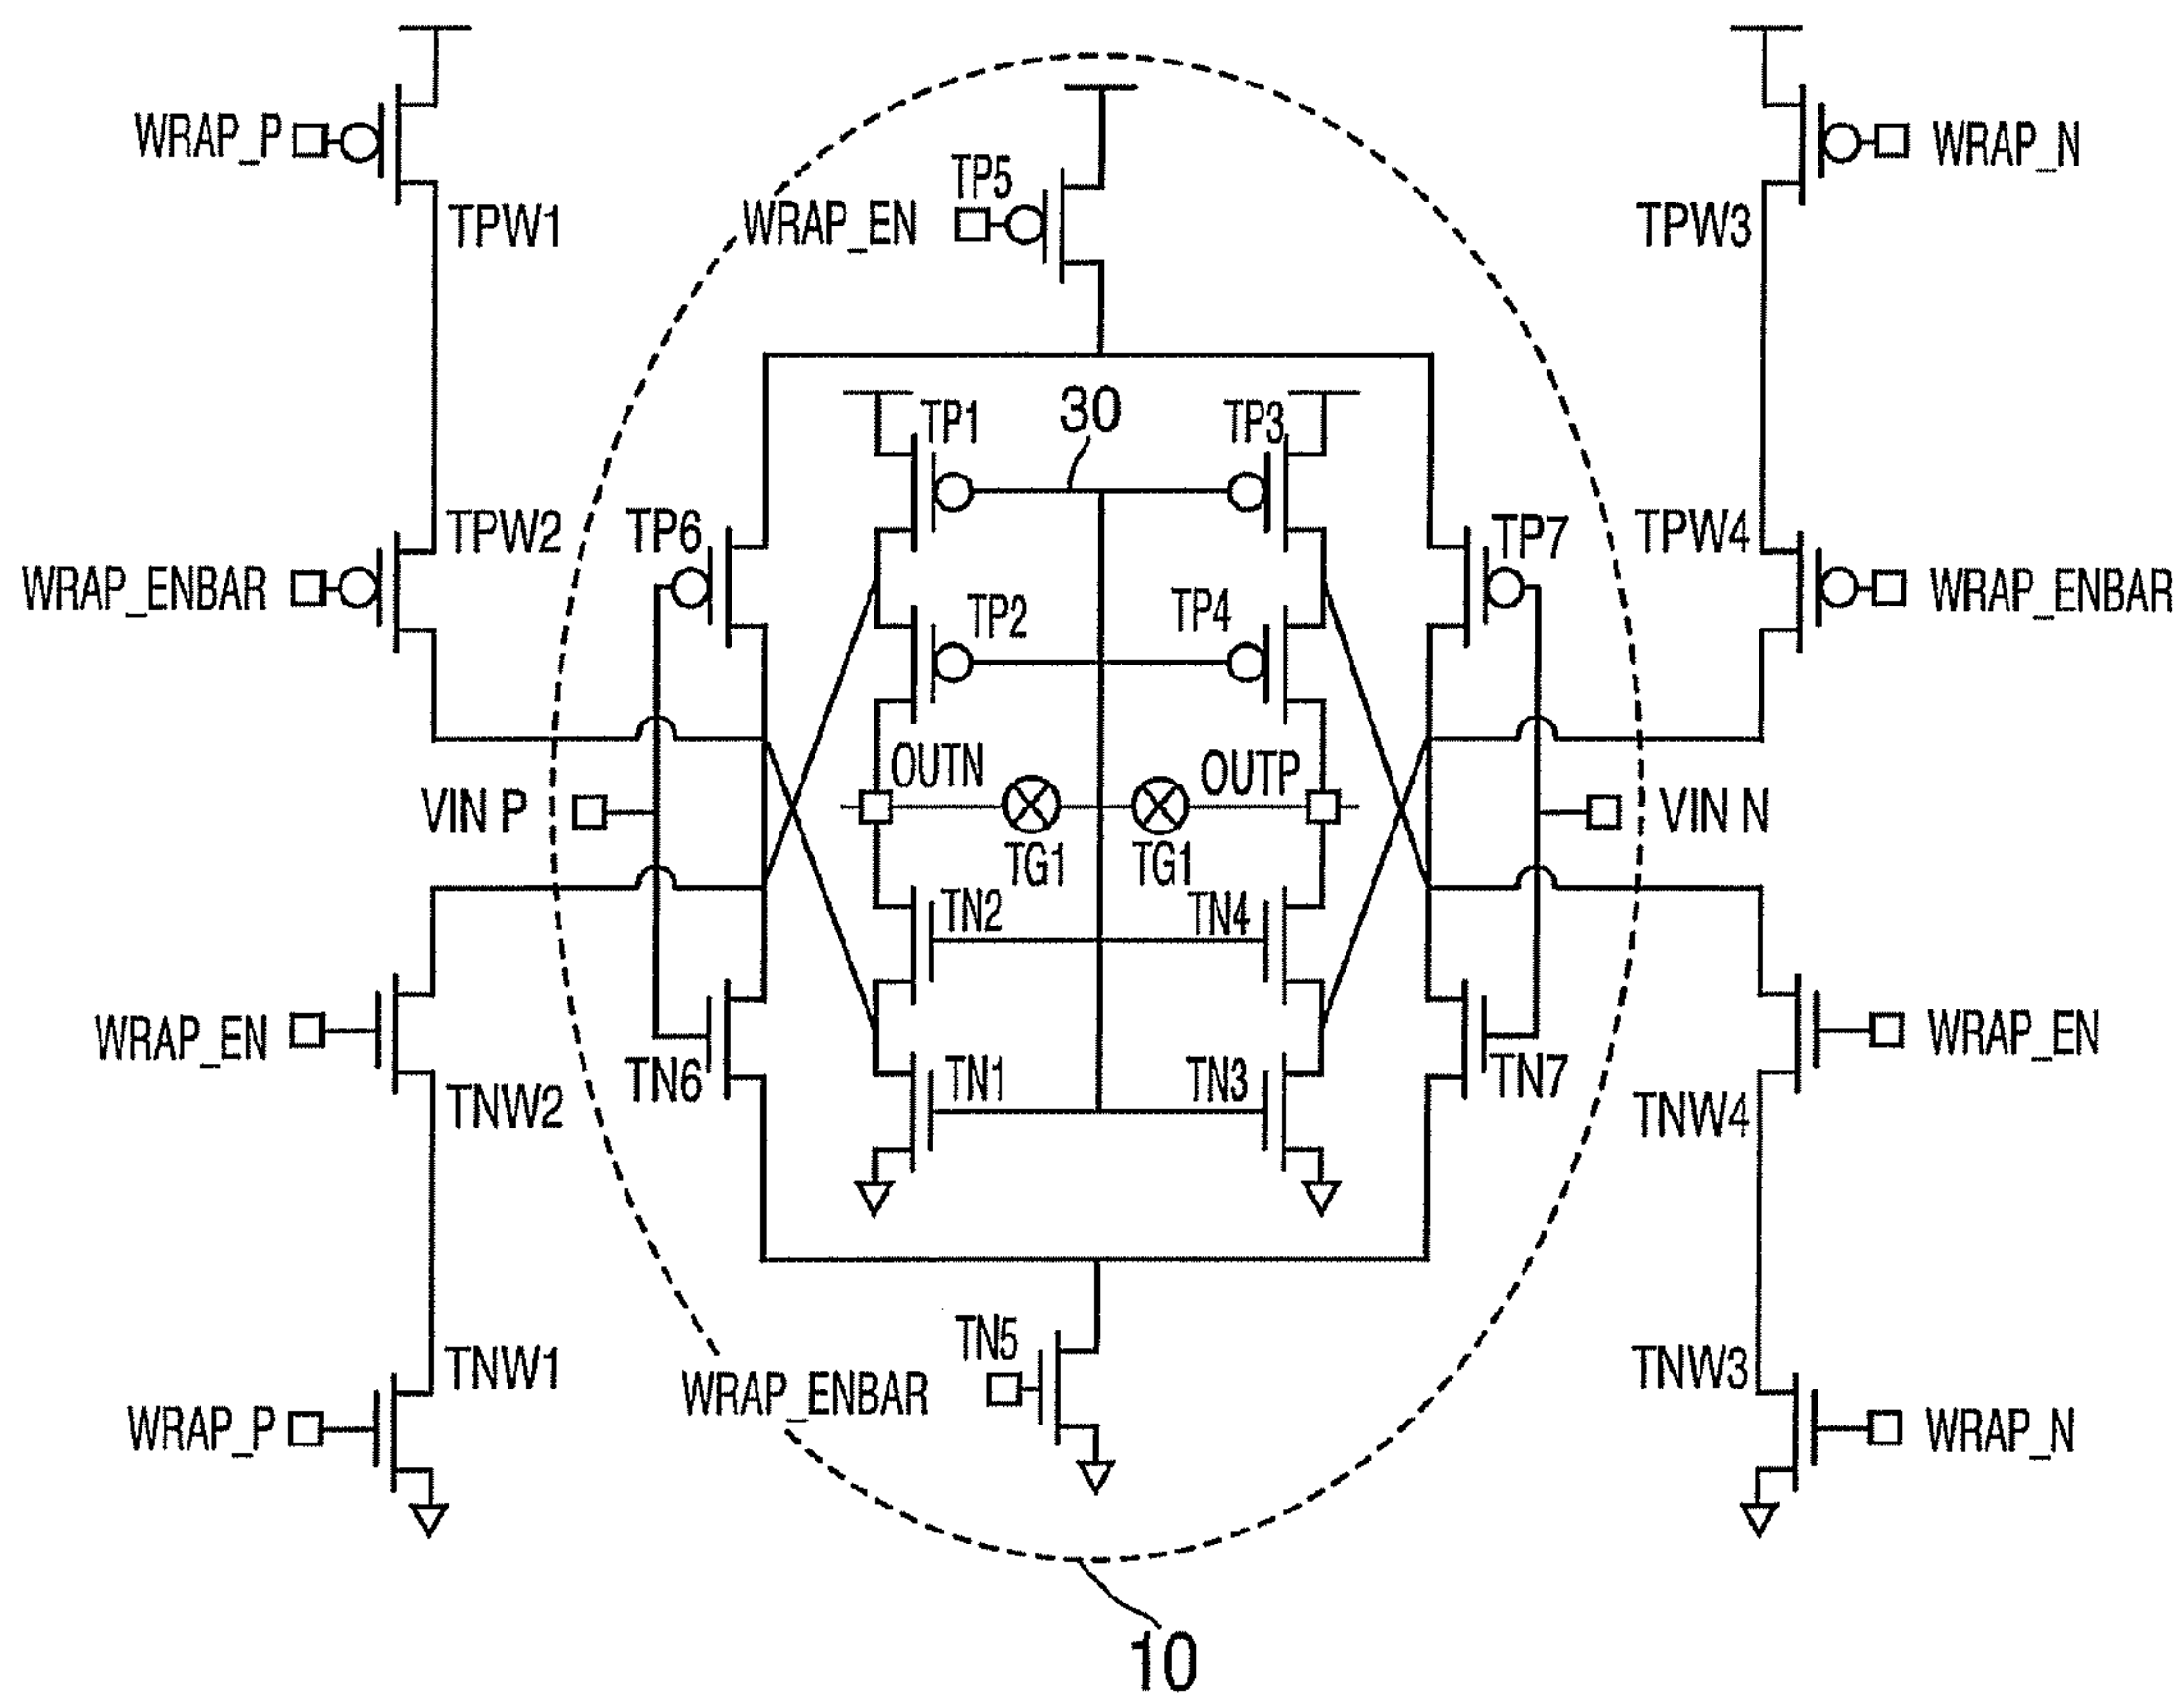 WRAP_P
WRAP_N
TP5
WRAP_EN
TPW1
TPW3
30
TP1
TP3
TPW2
TP6
TP7
TPW4
WRAP_ENBAR
WRAP_ENBAR
TP2
TP4
OUTN
OUTP
VIN P
VIN N
TG1
TG1
TN2
TN4
WRAP_EN
WRAP_EN
TN6
TN1
TN3
TN7
TNW2
TNW4
TN5
TNW1
TNW3
WRAP_ENBAR
WRAP_P
WRAP_N
10